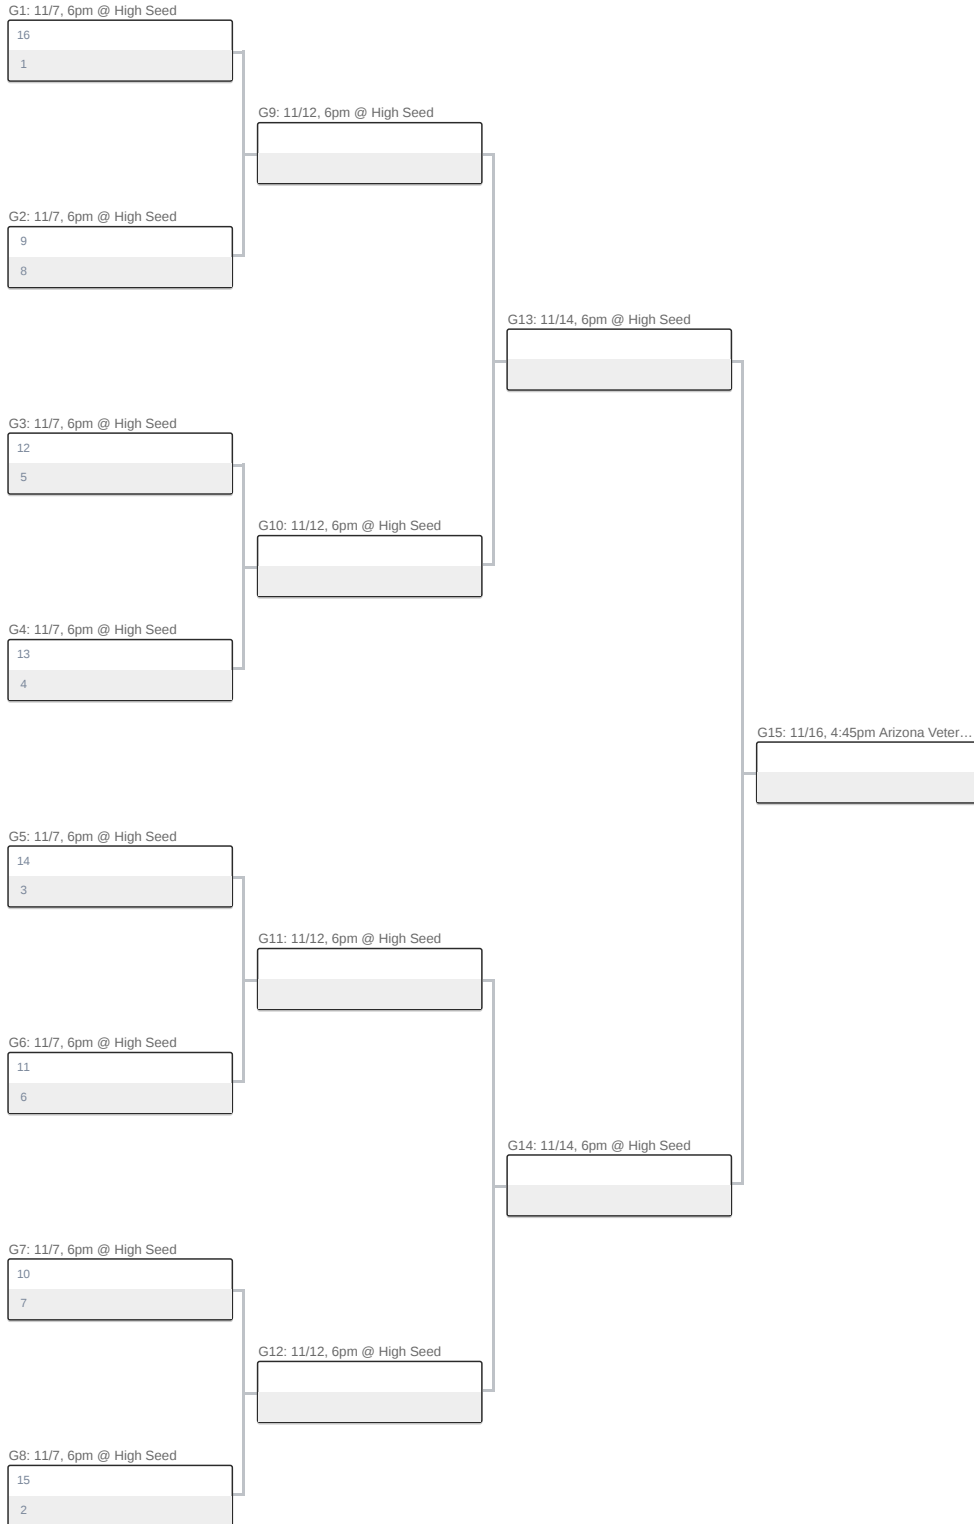 G1: 11/7, 6pm @ High Seed
16
1
G9: 11/12, 6pm @ High Seed
G2: 11/7, 6pm @ High Seed
9
8
G13: 11/14, 6pm @ High Seed
G3: 11/7, 6pm @ High Seed
12
5
G10: 11/12, 6pm @ High Seed
G4: 11/7, 6pm @ High Seed
13
4
G15: 11/16, 4:45pm Arizona Veter...
G5: 11/7, 6pm @ High Seed
14
3
G11: 11/12, 6pm @ High Seed
G6: 11/7, 6pm @ High Seed
11
6
G14: 11/14, 6pm @ High Seed
G7: 11/7, 6pm @ High Seed
10
7
G12: 11/12, 6pm @ High Seed
G8: 11/7, 6pm @ High Seed
15
2